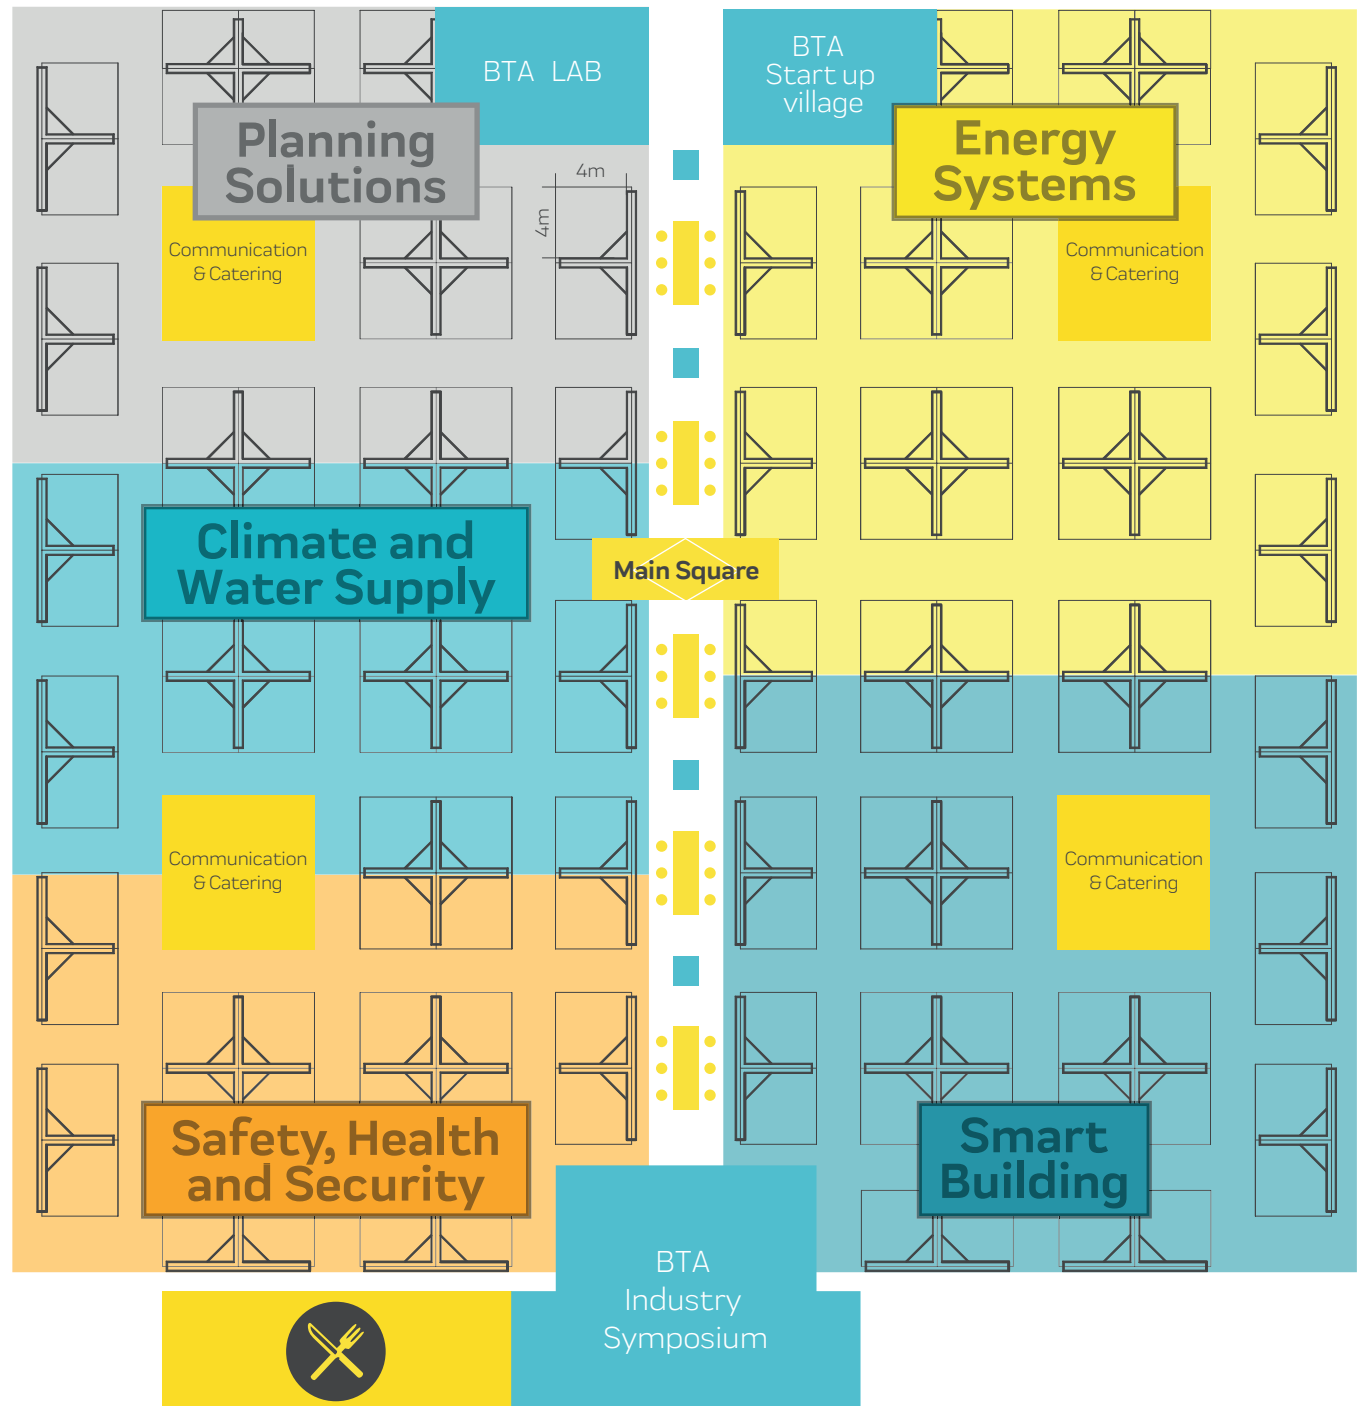 BTA LAB
BTA
Start up
village
Planning
Solutions
Energy
Systems
4m
4m
Communication
& Catering
Communication
& Catering
Climate and
Water Supply
Main Square
Communication
& Catering
Communication
& Catering
Safety, Health
and Security
Smart
Building
BTA
Industry
Symposium